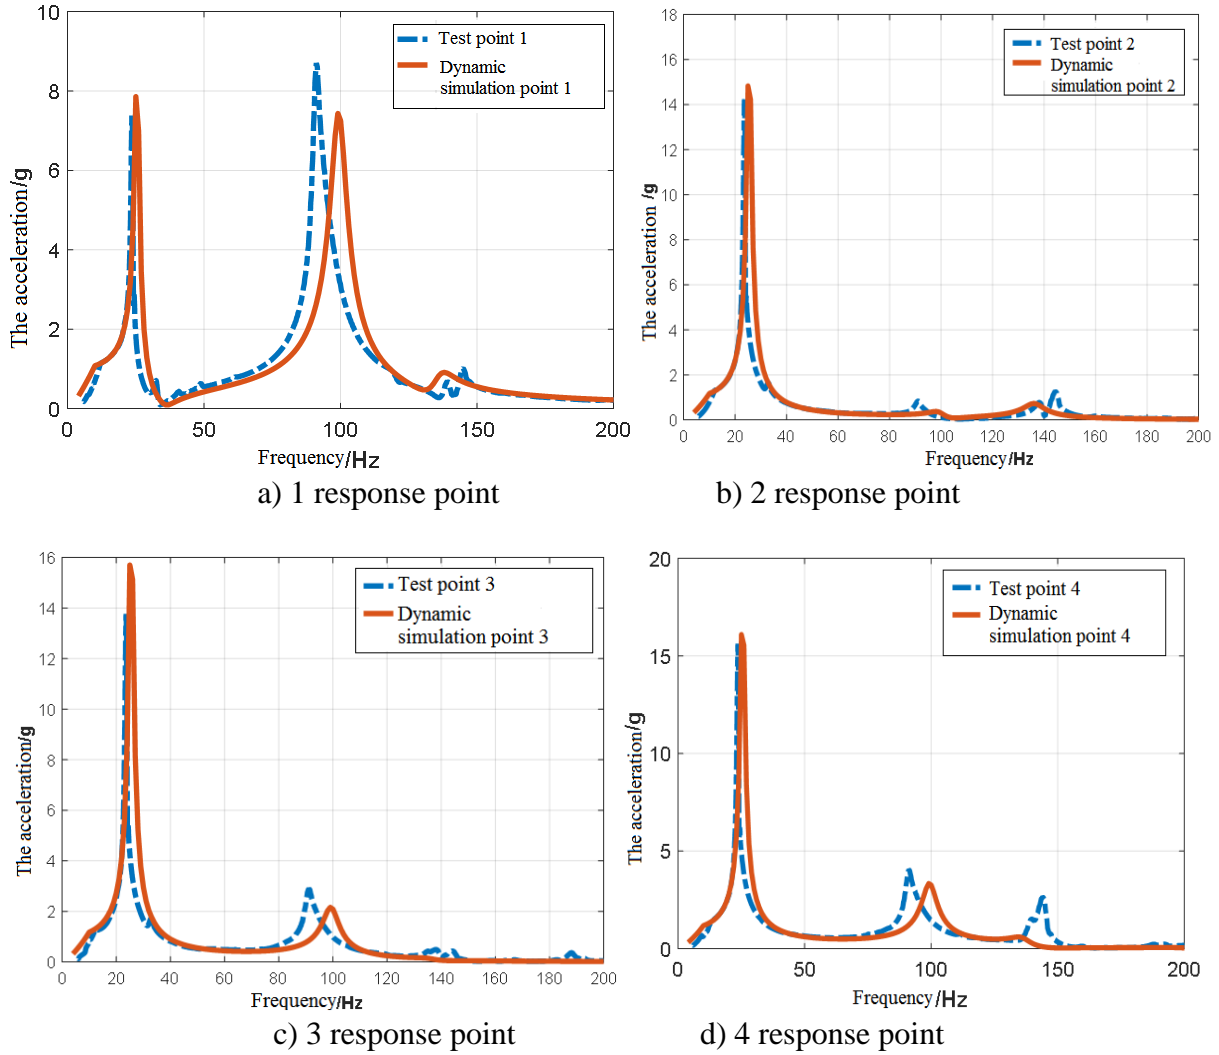 10
8
6
4
2
0
0
50
100
150
200
The acceleration/g
Frequency/Hz
Test point 1
Dynamic
simulation point 1
a) 1 response point
18
16
14
12
10
8
6
4
2
0
0
20
40
60
80
100
120
140
160
180
200
The acceleration /g
Frequency/Hz
Test point 2
Dynamic
simulation point 2
b) 2 response point
16
14
12
10
8
6
4
2
0
0
20
40
60
80
100
120
140
160
180
200
The acceleration/g
Frequency/Hz
Test point 3
Dynamic
simulation point 3
c) 3 response point
20
15
10
5
0
0
50
100
150
200
The acceleration/g
Frequency/Hz
Test point 4
Dynamic
simulation point 4
d) 4 response point